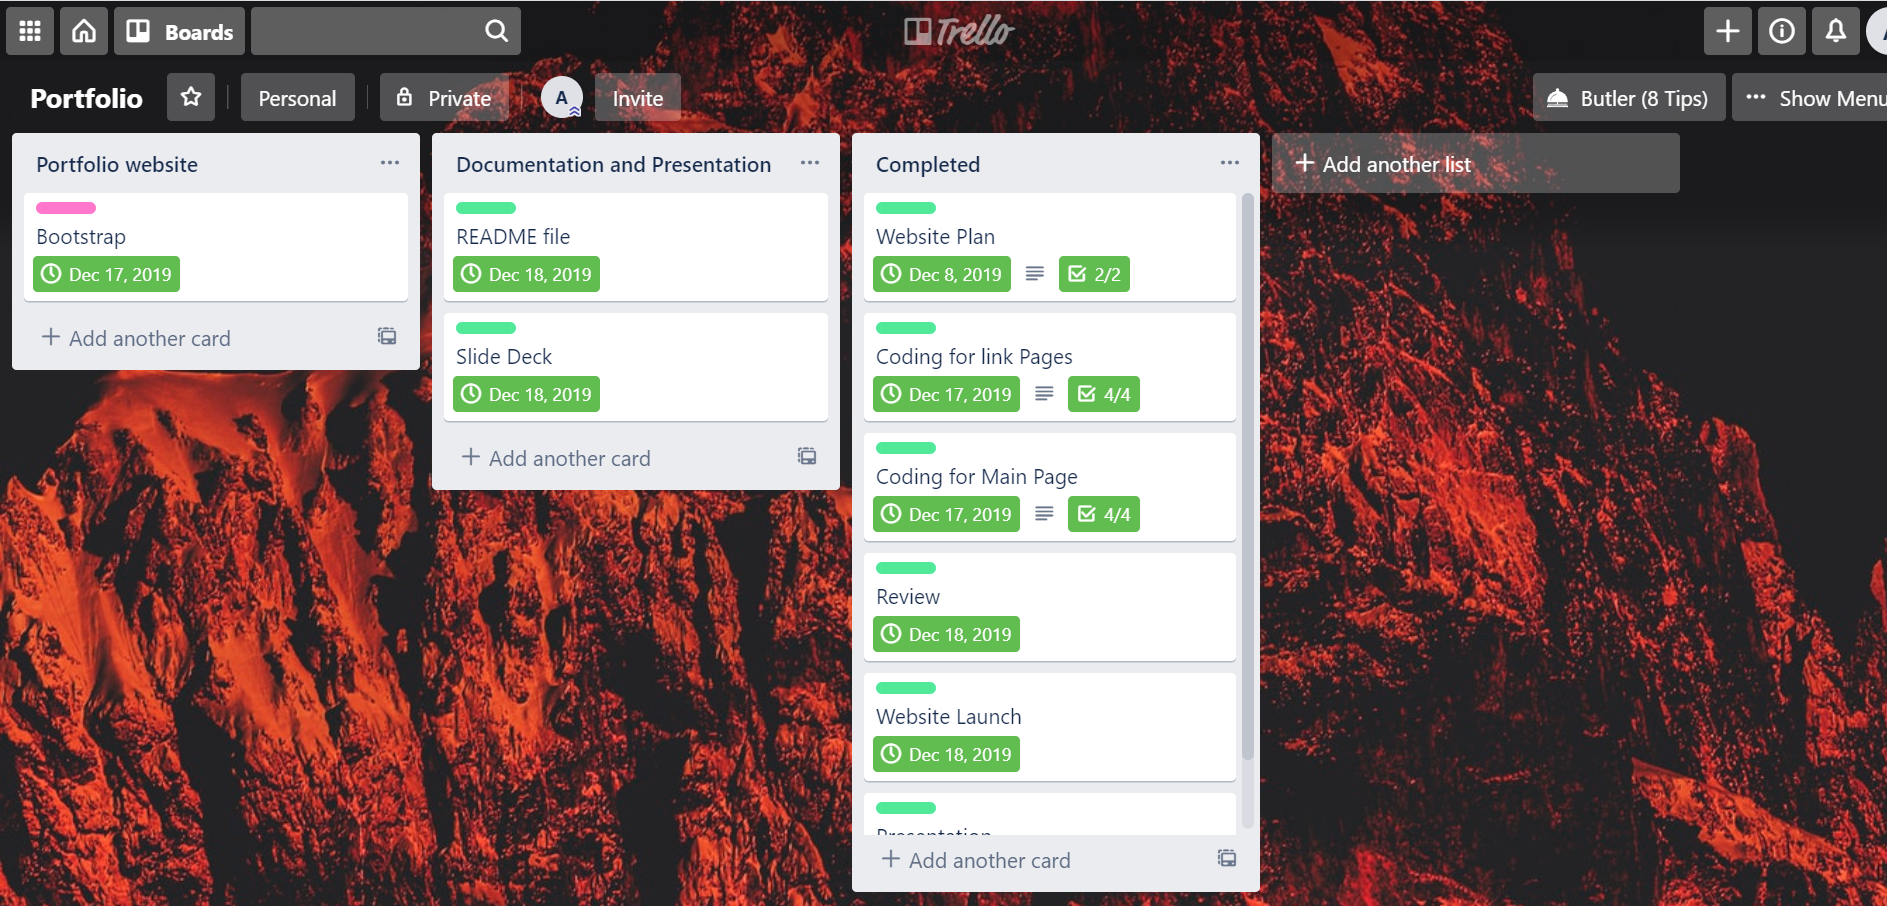 Boards
Trello
Portfolio
Personal
Private
A
Invite
Butler (8 Tips)
Show Menu
Portfolio website
Bootstrap
Dec 17, 2019
Add another card
Documentation and Presentation
README file
Dec 18, 2019
Slide Deck
Dec 18, 2019
Add another card
Completed
Website Plan
Dec 8, 2019 2/2
Coding for link Pages
Dec 17, 2019 4/4
Coding for Main Page
Dec 17, 2019 4/4
Review
Dec 18, 2019
Website Launch
Dec 18, 2019
Presentation
Add another card
Add another list